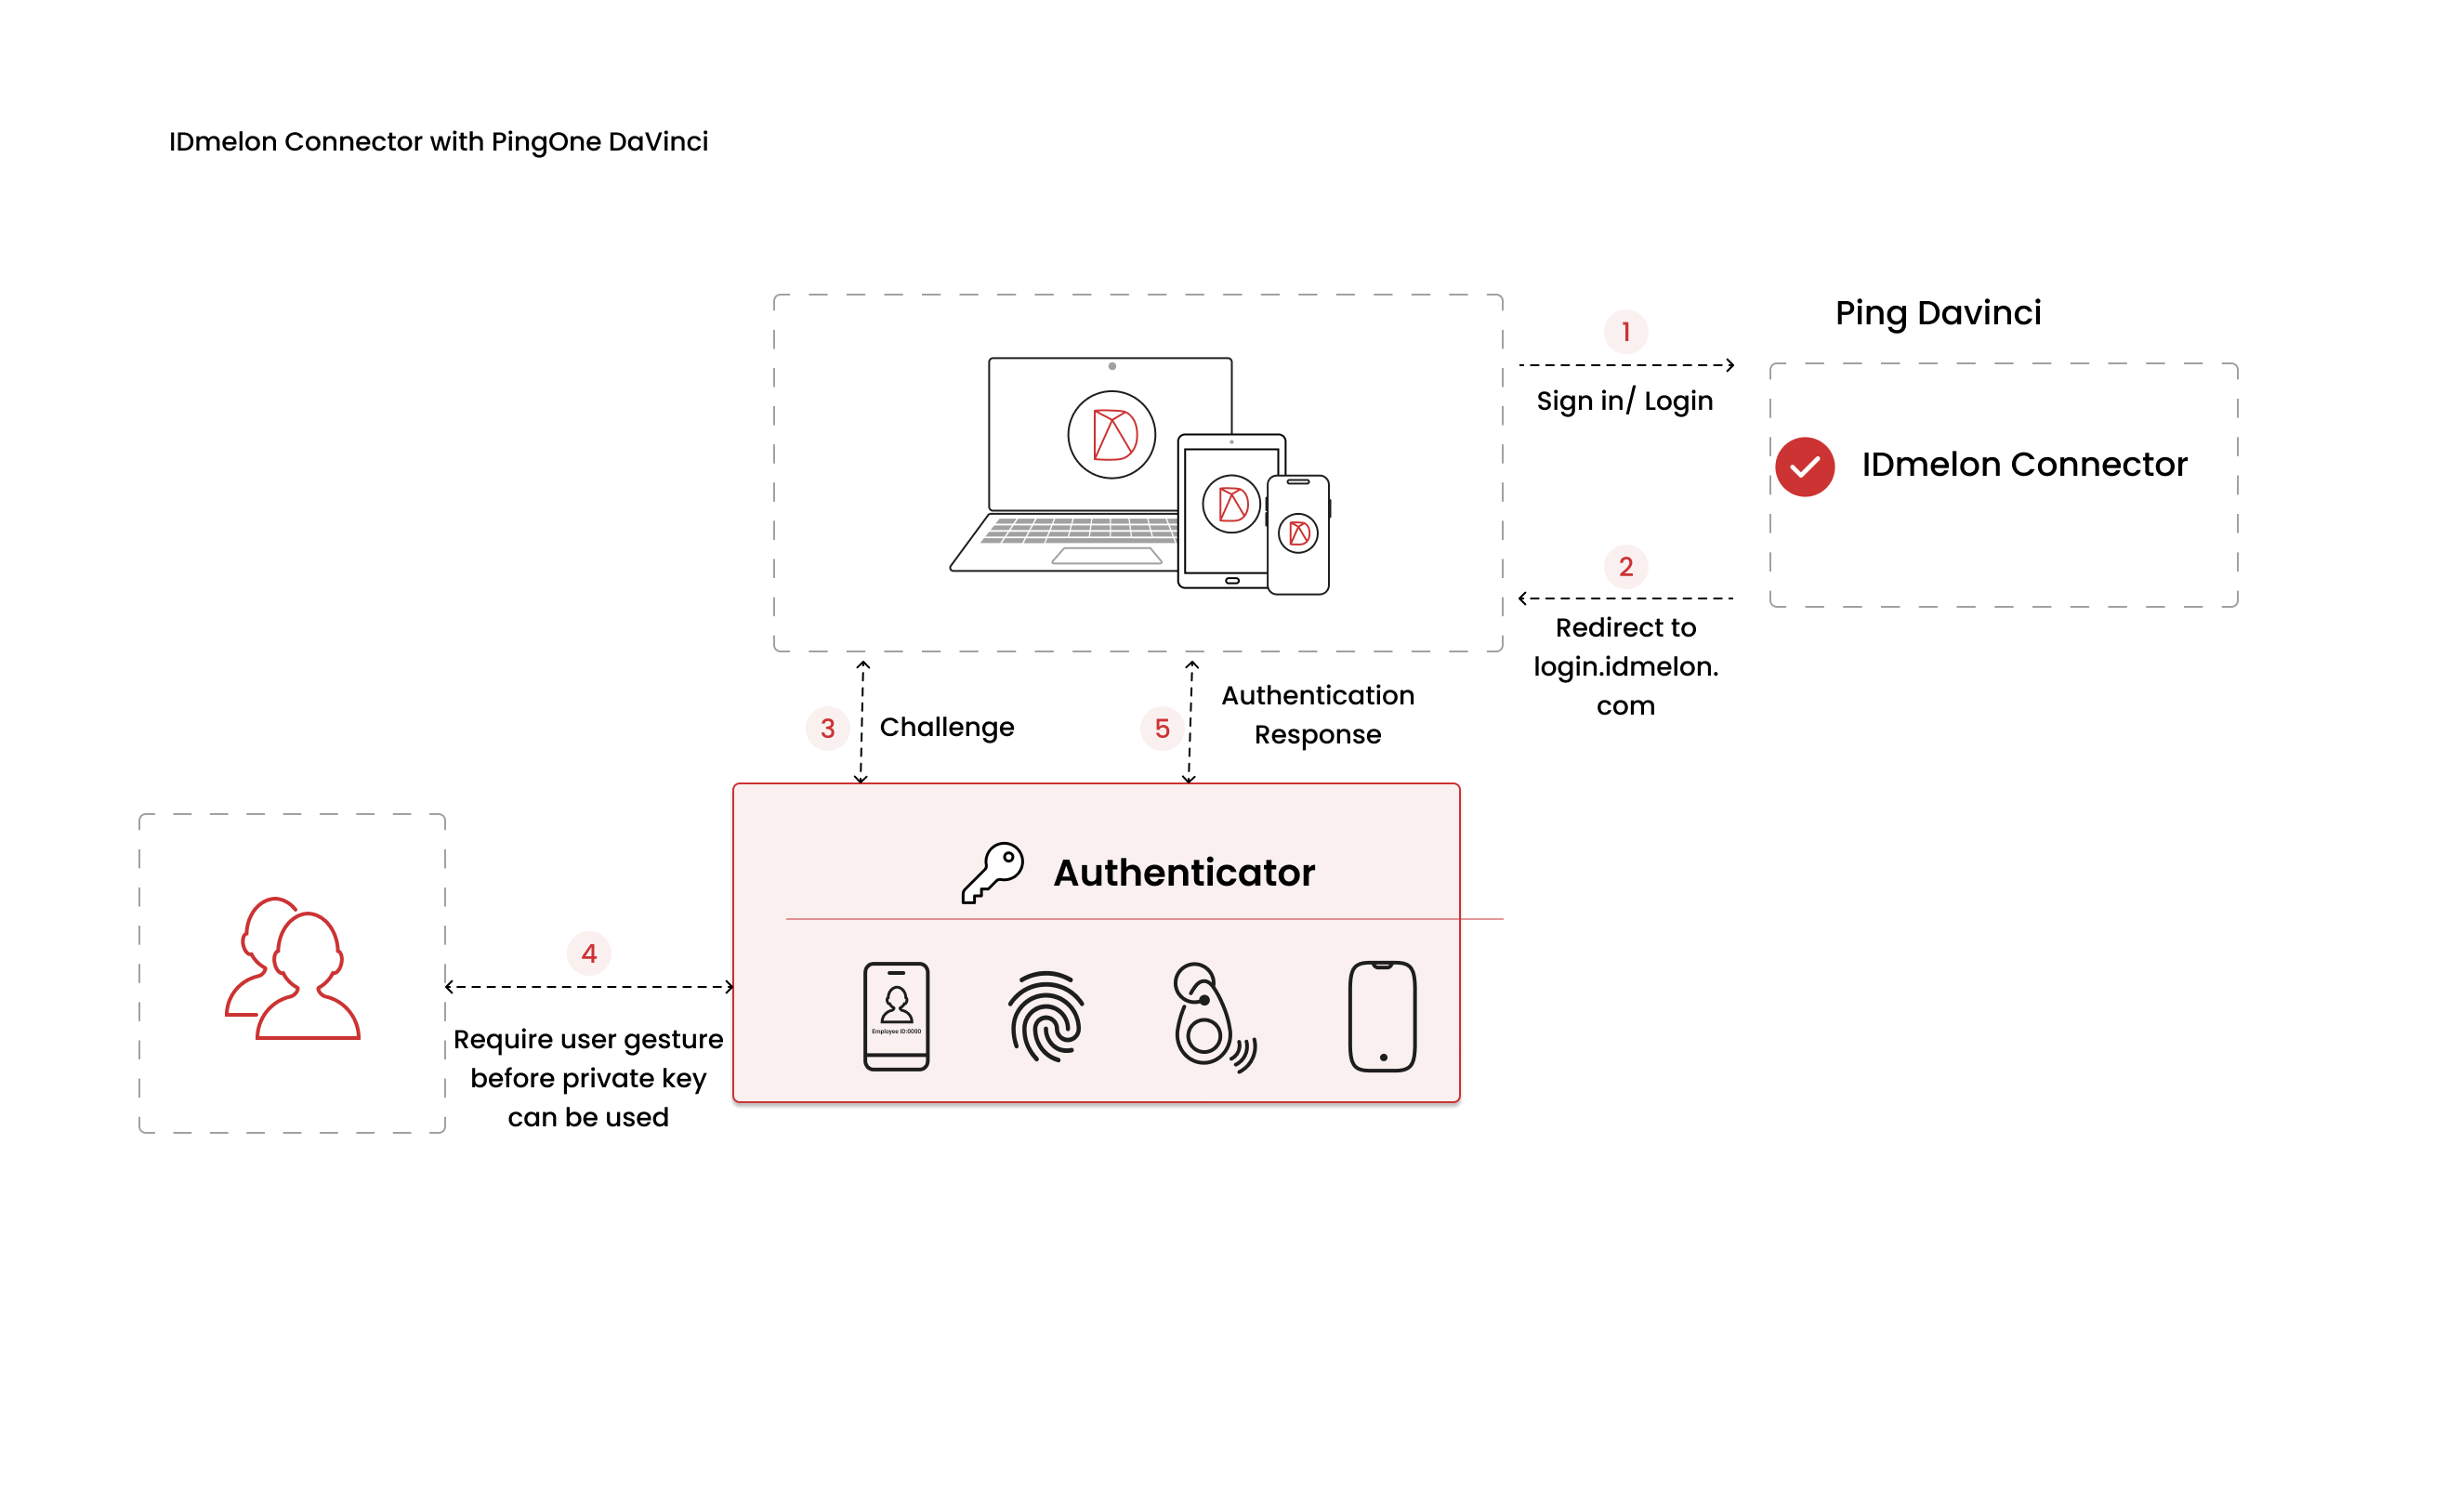 IDmelon Connector with PingOne DaVinci
1
Sign in/ Login
Ping Davinci
IDmelon Connector
2
Redirect to
login.idmelon.
com
3
Challenge
5
Authentication
Response
Authenticator
Employee ID:0000
4
Require user gesture
before private key
can be used